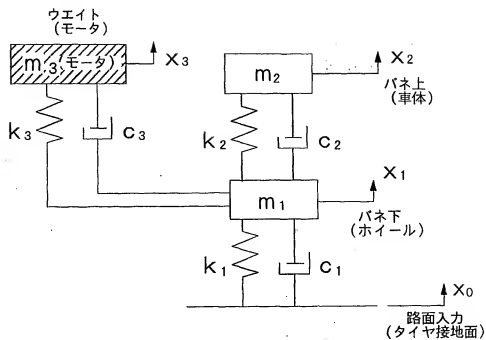 ウエイト
(モータ)
m₃(モータ)
x₃
k₃
c₃
x₂
m₂
バネ上
(車体)
k₂
c₂
x₁
m₁
バネ下
(ホイール)
k₁
c₁
x₀
路面入力
(タイヤ接地面)